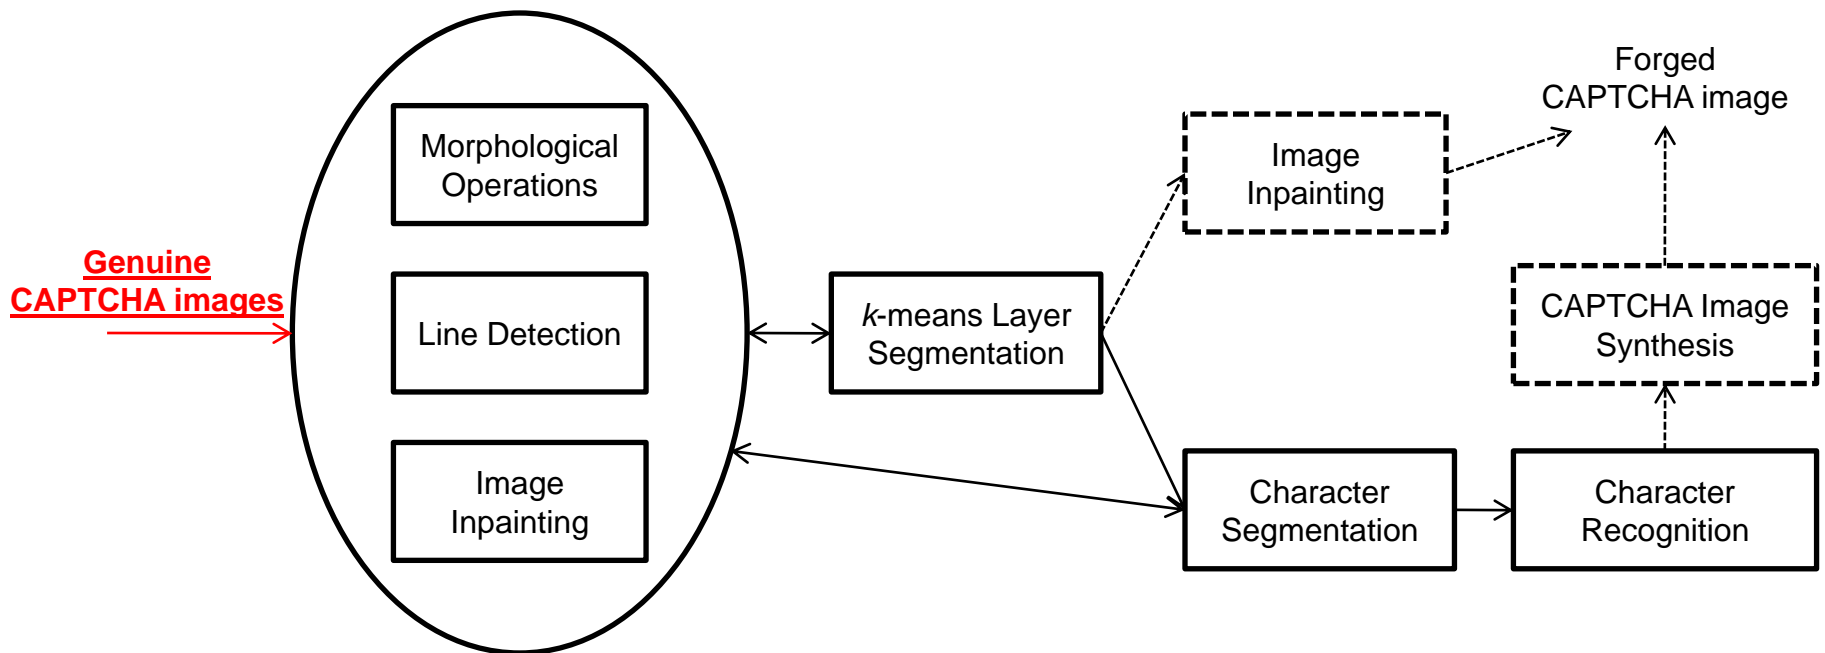 Genuine
CAPTCHA images
Morphological
Operations
Line Detection
Image
Inpainting
k-means Layer
Segmentation
Image
Inpainting
Forged
CAPTCHA image
CAPTCHA Image
Synthesis
Character
Segmentation
Character
Recognition